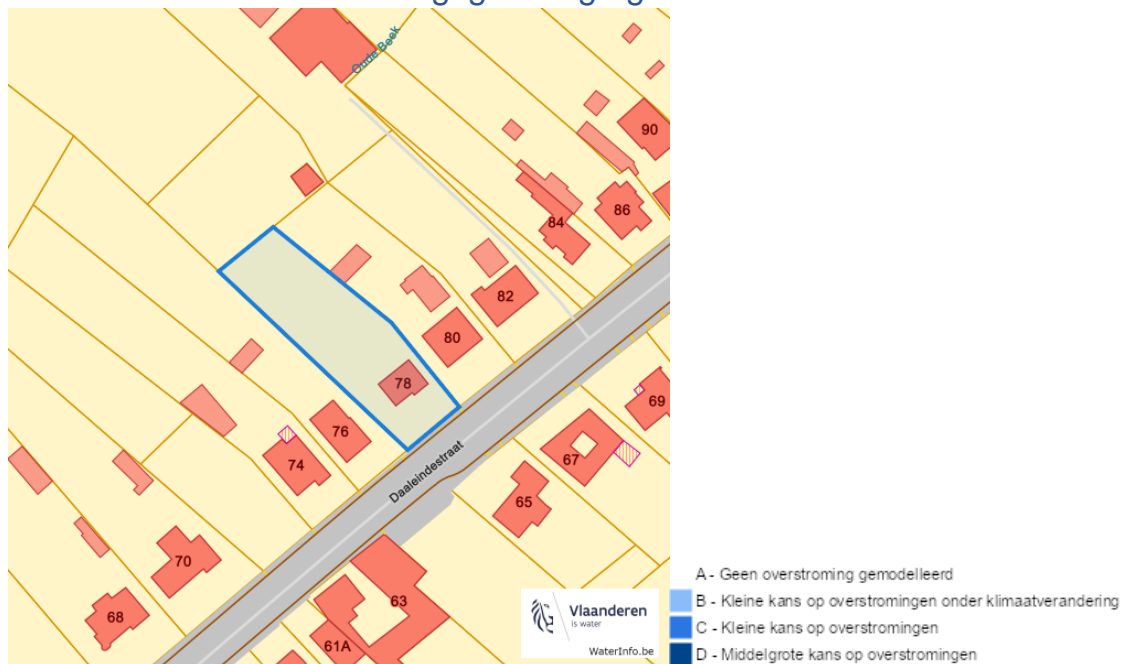 Oude Beek
90
86
84
82
80
78
76
74
69
67
65
70
68
63
61A
Daaleindestraat
Vlaanderen
is water
WaterInfo.be
A - Geen overstroming gemodelleerd
B - Kleine kans op overstromingen onder klimaatverandering
C - Kleine kans op overstromingen
D - Middelgrote kans op overstromingen